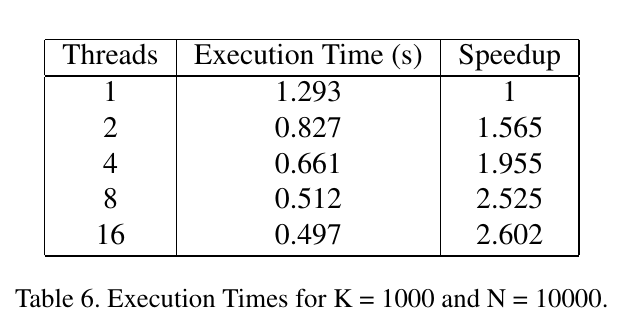 Threads Execution Time (s) Speedup
1 1.293 1
2 0.827 1.565
4 0.661 1.955
8 0.512 2.525
16 0.497 2.602
Table 6. Execution Times for K = 1000 and N = 10000.